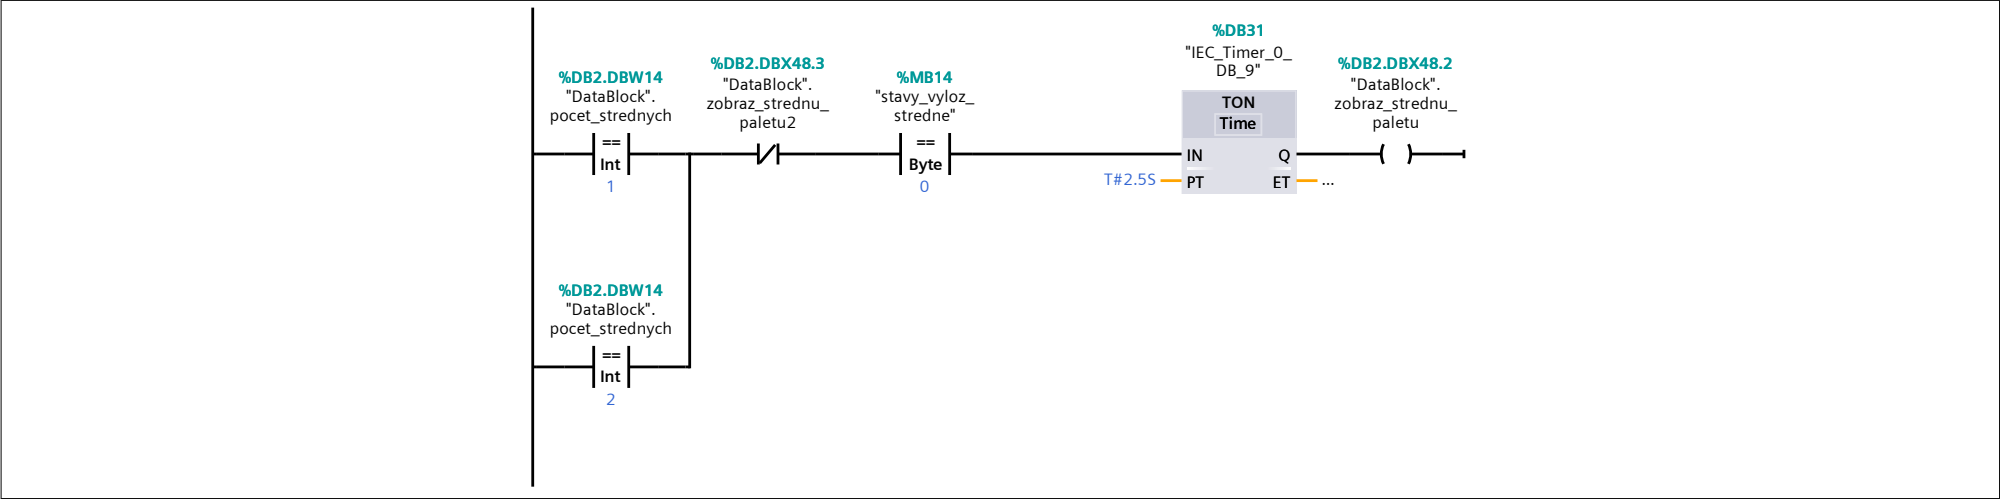 %DB2.DBW14
"DataBlock".
pocet_strednych
==
Int
1
%DB2.DBX48.3
"DataBlock".
zobraz_strednu_
paletu2
%MB14
"stavy_vyloz_
stredne"
==
Byte
0
%DB31
"IEC_Timer_0_
DB_9"
TON
Time
IN
Q
T#2.5S
PT
ET
...
%DB2.DBX48.2
"DataBlock".
zobraz_strednu_
paletu
%DB2.DBW14
"DataBlock".
pocet_strednych
==
Int
2